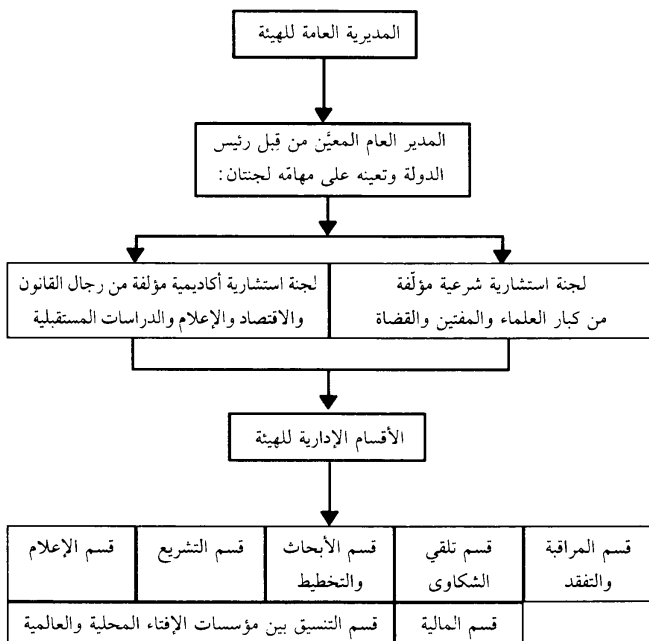 المديرية العامة للهيئة
المدير العام المعيَّن من قِبل رئيس
الدولة وتعينه على مهامّه لجنتان:
لجنة استشارية شرعية مؤلّفة
من كبار العلماء والمفتين والقضاة
لجنة استشارية أكاديمية مؤلفة من رجال القانون
والاقتصاد والإعلام والدراسات المستقبلية
الأقسام الإدارية للهيئة
قسم المراقبة
والتفقد
قسم تلقي
الشكاوى
قسم الأبحاث
والتخطيط
قسم التشريع
قسم الإعلام
قسم المالية
قسم التنسيق بين مؤسسات الإفتاء المحلية والعالمية